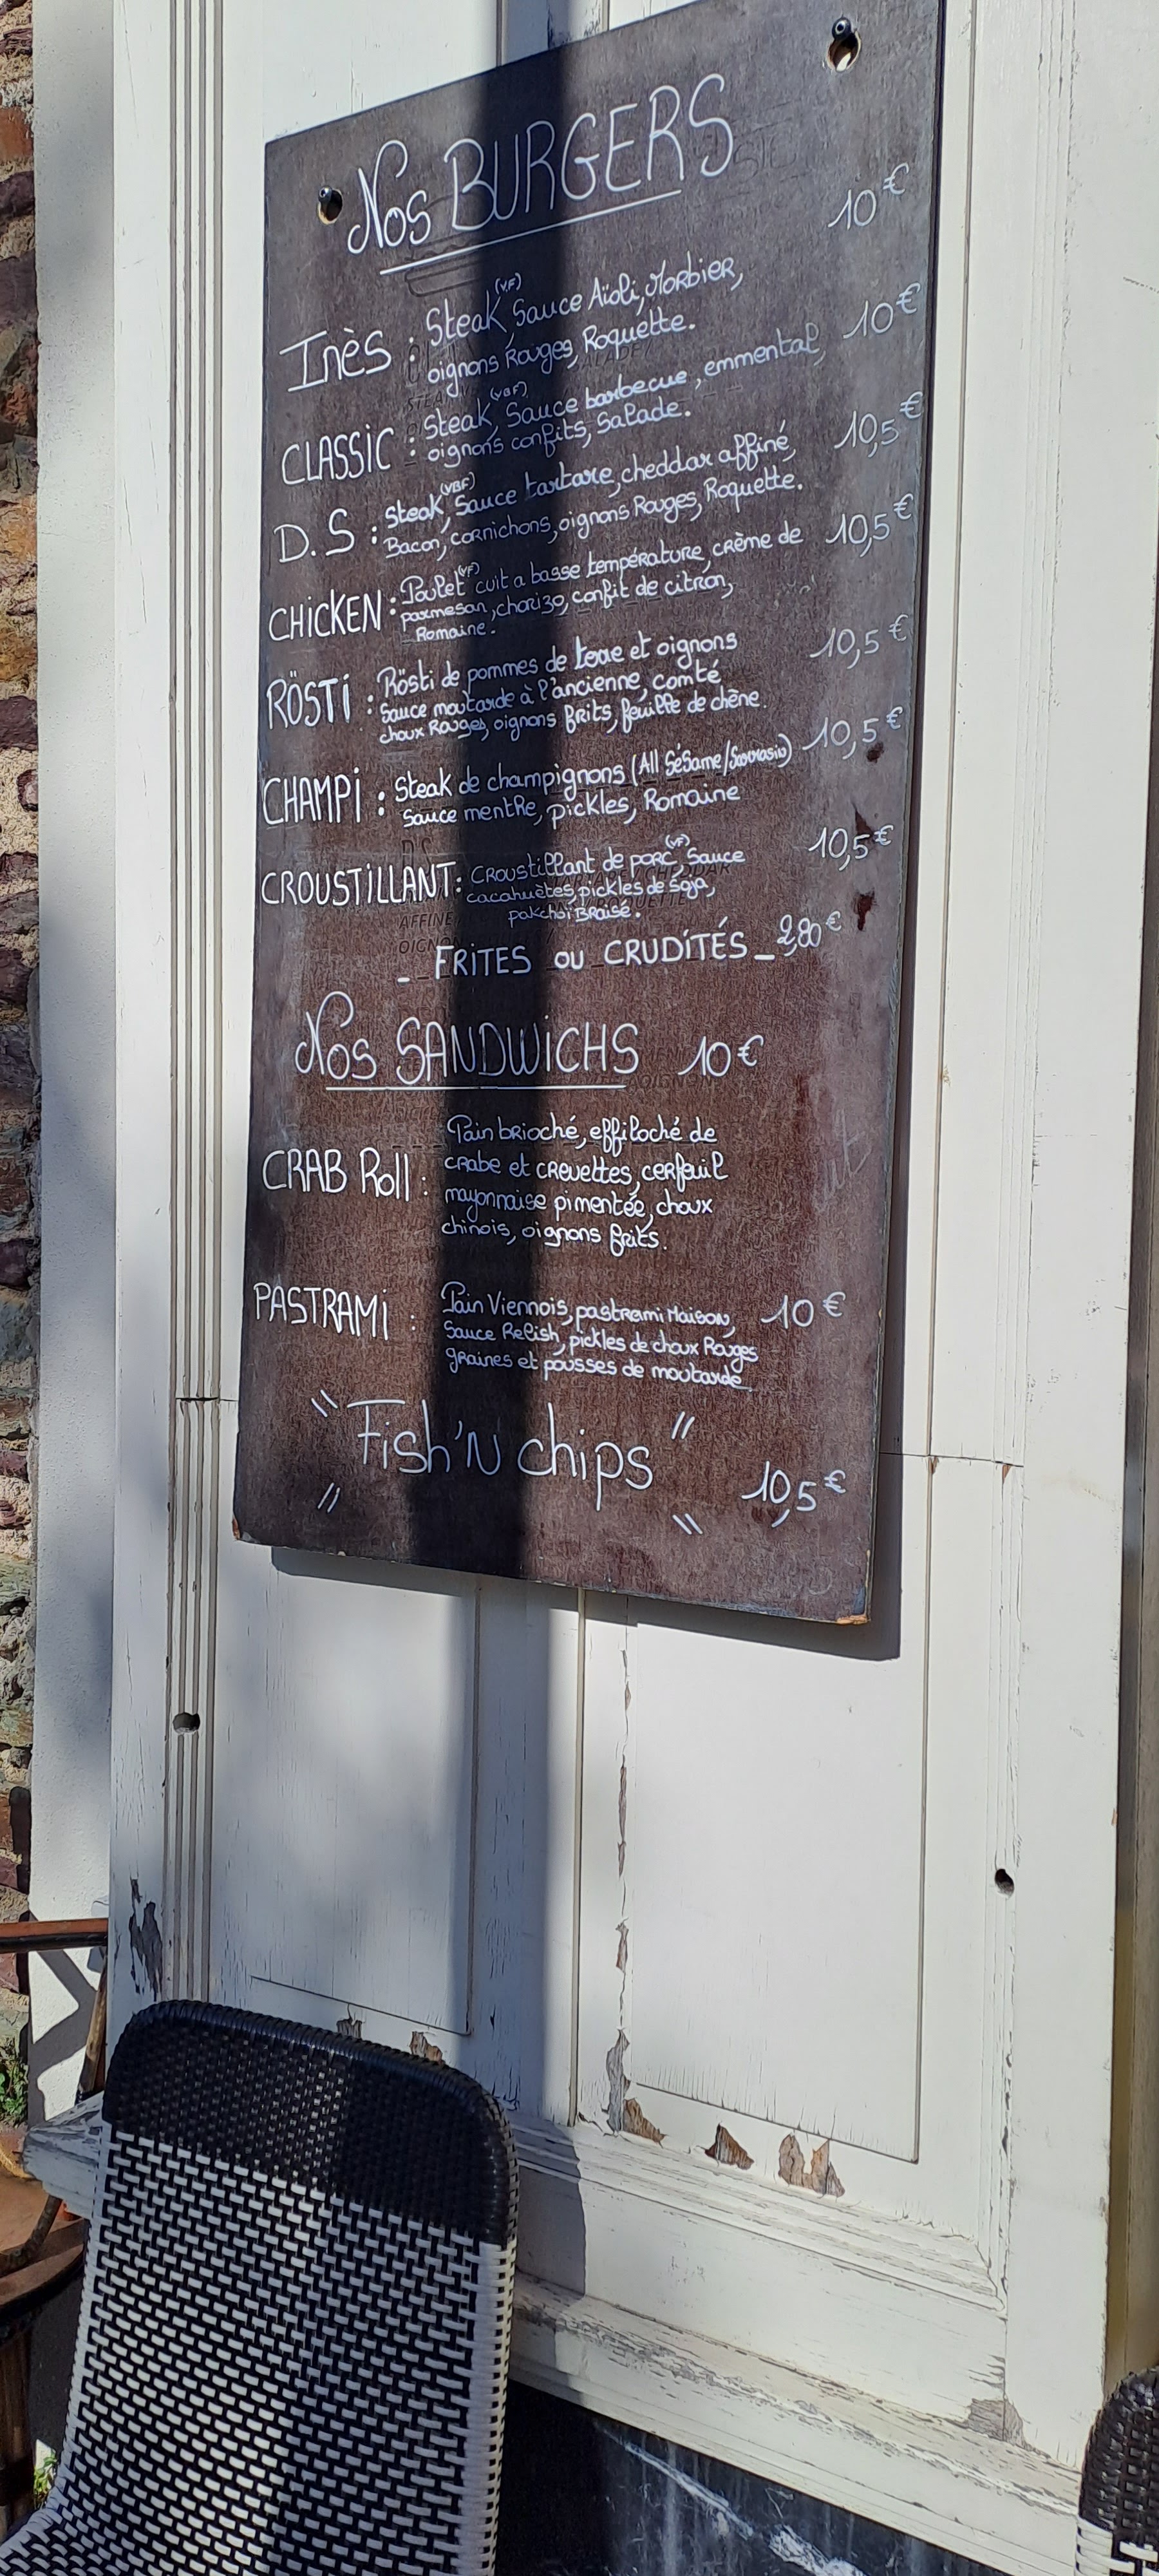 Nos BURGERS
10€
Inès : Steak (VF), Sauce Aïoli, Morbier,
oignons Rouges, Roquette.
CLASSIC : Steak (VBF), Sauce barbecue, emmental, 10€
oignons confits, Salade.
D.S : Steak (VBF), Sauce tartare, cheddar affiné, 10,5€
Bacon, cornichons, oignons Rouges, Roquette.
CHICKEN : Poulet (VF) cuit a basse température, crème de 10,5€
parmesan, chorizo, confit de citron,
Romaine.
RÖSTI : Rösti de pommes de terre et oignons 10,5€
Sauce moutarde à l'ancienne, comté
choux Rouges, oignons frits, feuille de chêne.
CHAMPI : Steak de champignons (All Sésame/) 10,5€
Sauce menthe, pickles, Romaine
CROUSTILLANT : Croustillant de porc (VF), Sauce 10,5€
cacahuètes, pickles de soja,
pakchoï Braisé.
_ FRITES ou CRUDITÉS _ 2,80€
Nos SANDWICHS 10€
CRAB Roll : Pain brioché, effiloché de
crabe et crevettes, cerfeuil
mayonnaise pimentée, choux
chinois, oignons frits.
PASTRAMI : Pain Viennois, pastrami Maison, 10€
Sauce Relish, pickles de choux Rouges
graines et pousses de moutarde
"Fish'N chips"
10,5€